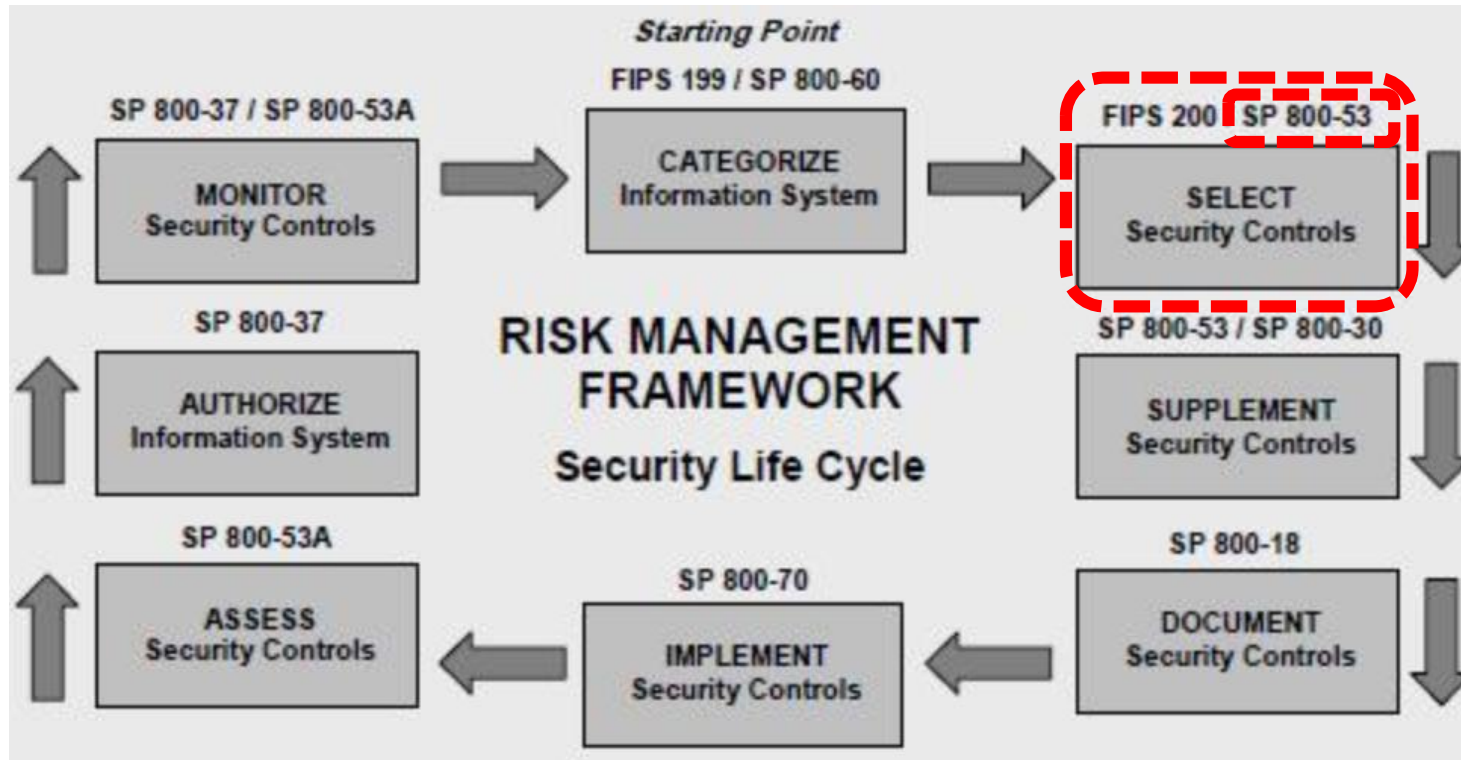 Starting Point
FIPS 199 / SP 800-60
CATEGORIZE
Information System
FIPS 200 SP 800-53
SELECT
Security Controls
SP 800-53 / SP 800-30
SUPPLEMENT
Security Controls
SP 800-18
DOCUMENT
Security Controls
SP 800-70
IMPLEMENT
Security Controls
SP 800-53A
ASSESS
Security Controls
SP 800-37
AUTHORIZE
Information System
SP 800-37 / SP 800-53A
MONITOR
Security Controls
RISK MANAGEMENT
FRAMEWORK
Security Life Cycle